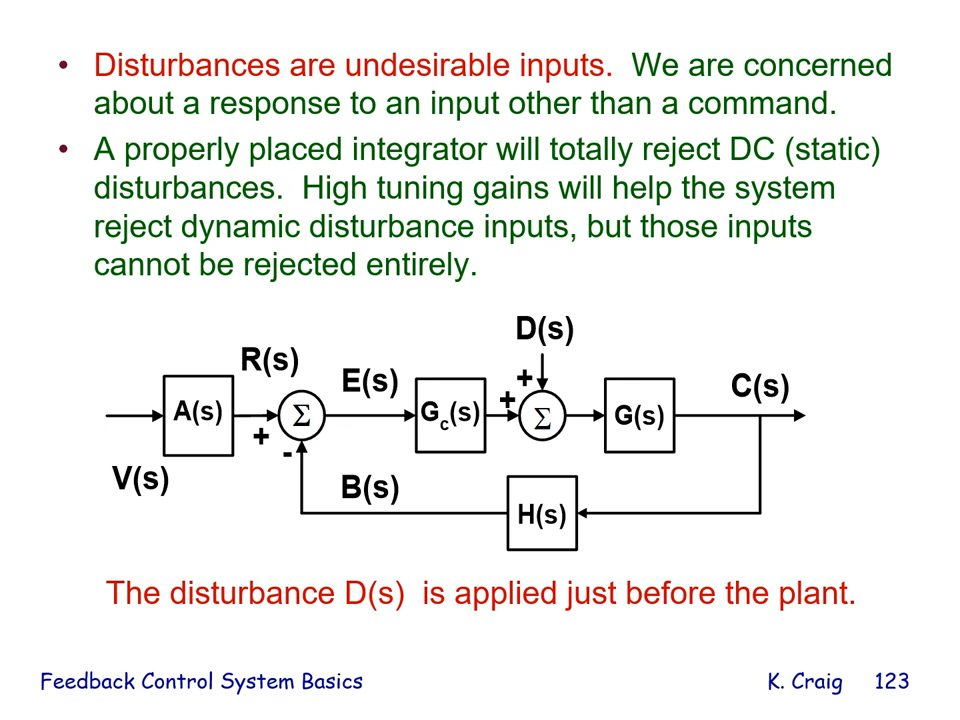 • Disturbances are undesirable inputs.  We are concerned
about a response to an input other than a command.
• A properly placed integrator will totally reject DC (static)
disturbances.  High tuning gains will help the system
reject dynamic disturbance inputs, but those inputs
cannot be rejected entirely.
D(s)
R(s)
E(s)
C(s)
+
A(s)
+
Σ
-
Gc(s)
+
Σ
G(s)
V(s)
B(s)
H(s)
The disturbance D(s)  is applied just before the plant.
Feedback Control System Basics
K. Craig 123